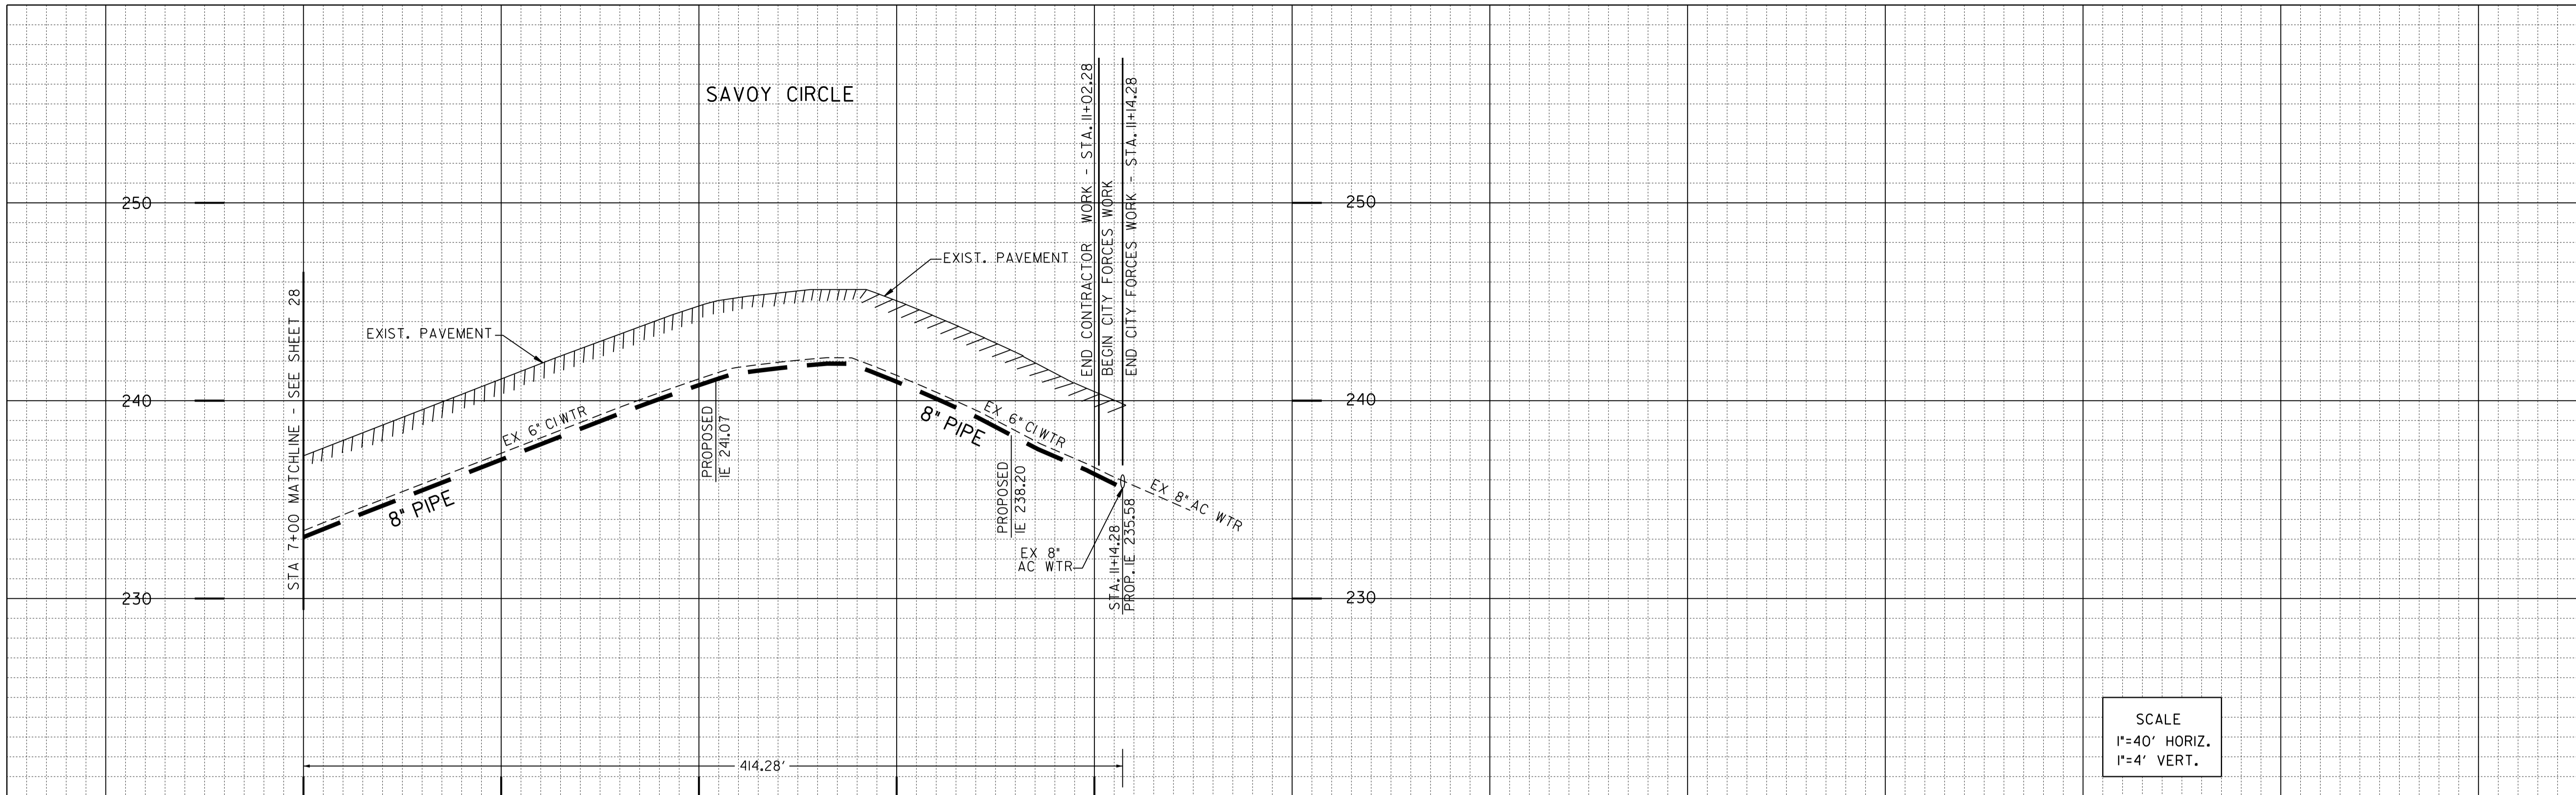 SAVOY CIRCLE
END CONTRACTOR WORK - STA. 11+02.28
BEGIN CITY FORCES WORK
END CITY FORCES WORK - STA. 11+14.28
250
250
EXIST. PAVEMENT
EXIST. PAVEMENT
STA 7+00 MATCHLINE - SEE SHEET 28
240
240
EX 6" CI WTR
8" PIPE
PROPOSED
IE 241.07
8" PIPE
EX 6" CI WTR
PROPOSED
IE 238.20
EX 8" AC WTR
EX 8"
AC WTR
STA. 11+14.28
PROP. IE 235.58
230
230
414.28'
SCALE
1"=40' HORIZ.
1"=4' VERT.